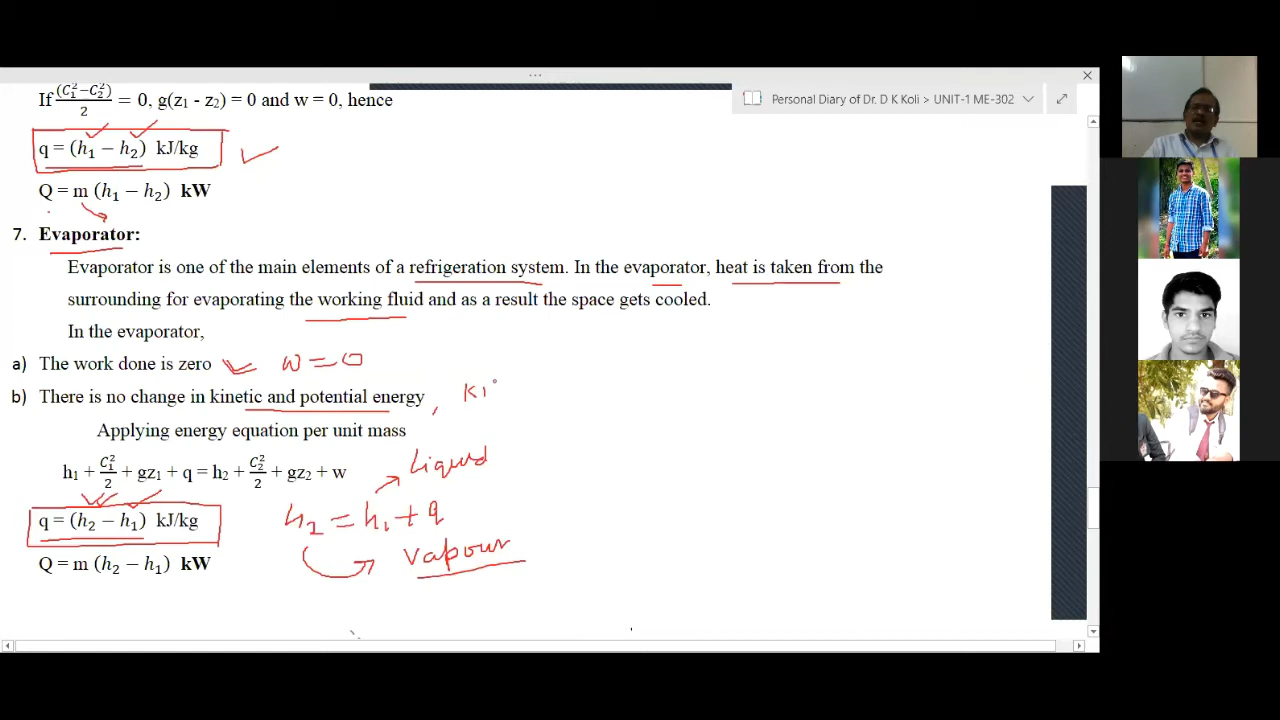 If (C₁²−C₂²)/2 = 0, g(z₁ - z₂) = 0 and w = 0, hence
Personal Diary of Dr. D K Koli > UNIT-1 ME-302
q = (h₁ − h₂) kJ/kg
Q = m (h₁ − h₂) kW
7. Evaporator:
Evaporator is one of the main elements of a refrigeration system. In the evaporator, heat is taken from the
surrounding for evaporating the working fluid and as a result the space gets cooled.
In the evaporator,
a) The work done is zero w = 0
b) There is no change in kinetic and potential energy , KI
Applying energy equation per unit mass
h₁ + C₁²/2 + gz₁ + q = h₂ + C₂²/2 + gz₂ + w
Liquid
q = (h₂ − h₁) kJ/kg
h₂ = h₁ + q
Vapour
Q = m (h₂ − h₁) kW